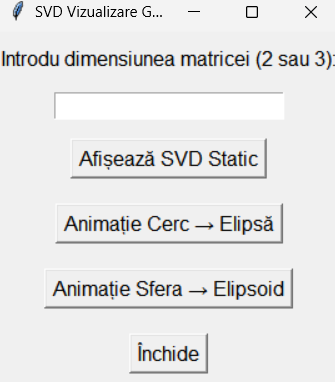 SVD Vizualizare G...
Introdu dimensiunea matricei (2 sau 3):
Afișează SVD Static
Animație Cerc → Elipsă
Animație Sfera → Elipsoid
Închide